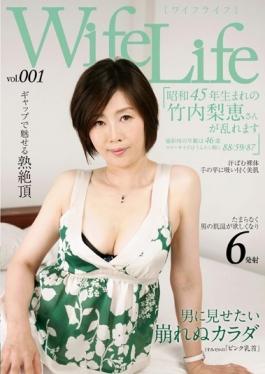 [ワイフライフ]
Wife Life
vol.001
「昭和45年生まれの
竹内梨恵さん
が乱れます
撮影時の年齢は46歳
88/59/87
汗ばむ裸体
手の平に吸い付く美肌
ギャップで魅せる熟絶頂
たまらなく
男の肌温が欲しくなり
6発射
男に見せたい
崩れぬカラダ
「ピンク乳首」